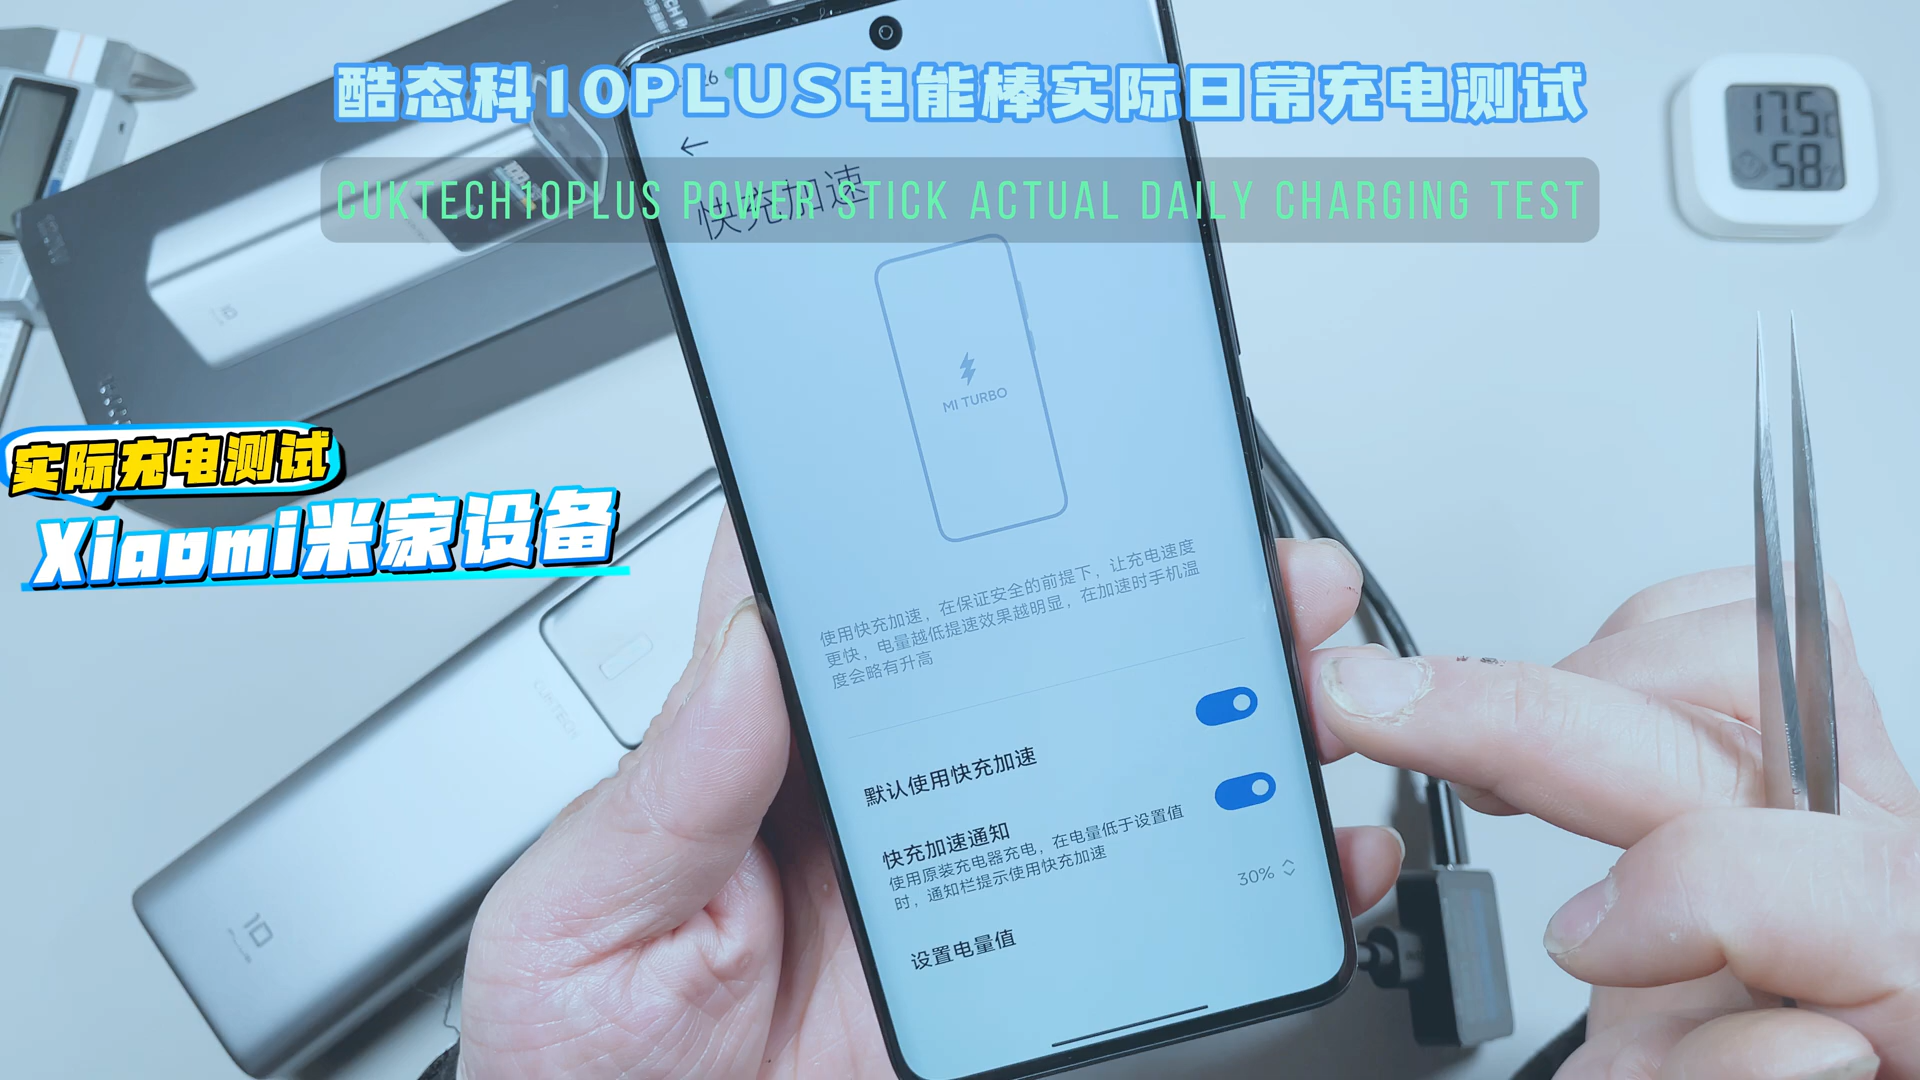 酷态科10PLUS电能棒实际日常充电测试
CUKTECH10PLUS POWER STICK ACTUAL DAILY CHARGING TEST
快充加速
17.5c
58%
MI TURBO
实际充电测试
Xiaomi米家设备
使用快充加速，在保证安全的前提下，让充电速度
更快，电量越低提速效果越明显，在加速时手机温
度会略有升高
默认使用快充加速
快充加速通知
使用原装充电器充电，在电量低于设置值
时，通知栏提示使用快充加速
设置电量值
30%
CUKTECH
10